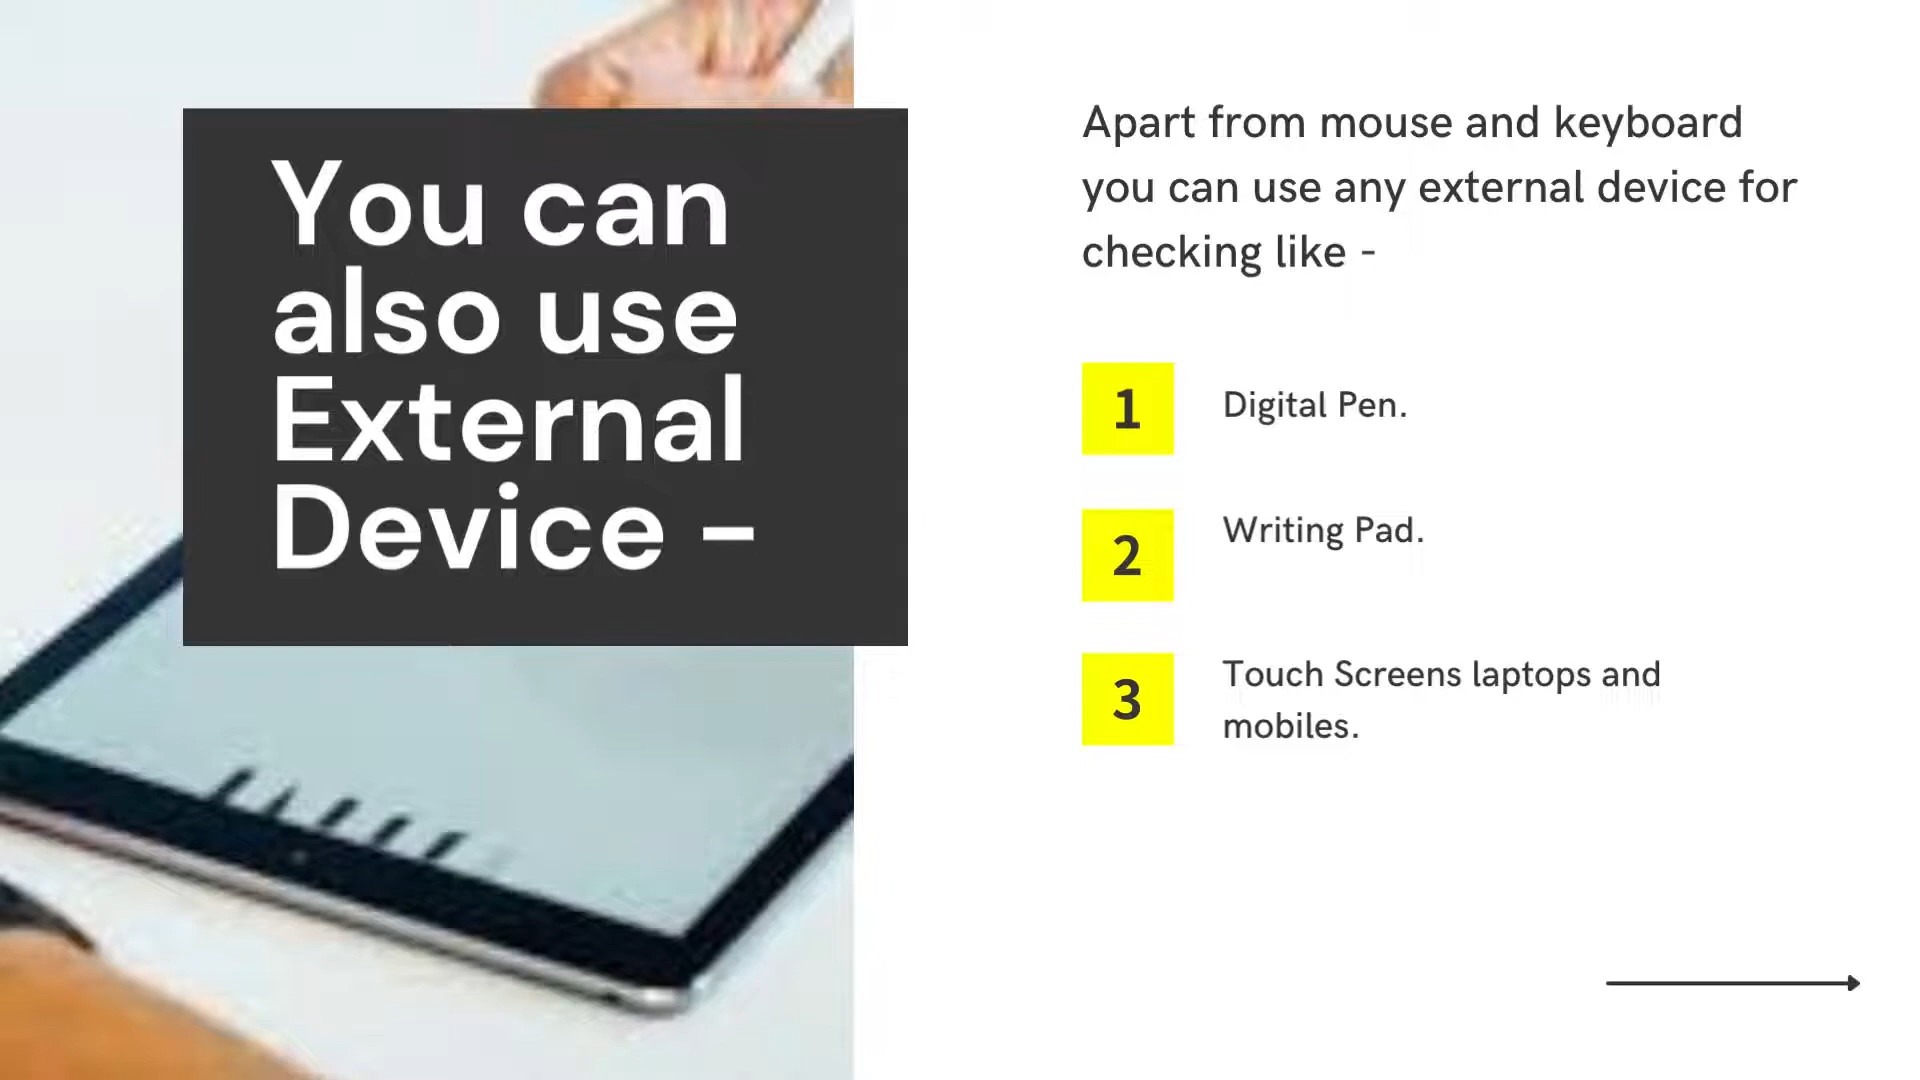 You can
also use
External
Device -
Apart from mouse and keyboard
you can use any external device for
checking like -
1
Digital Pen.
2
Writing Pad.
3
Touch Screens laptops and
mobiles.